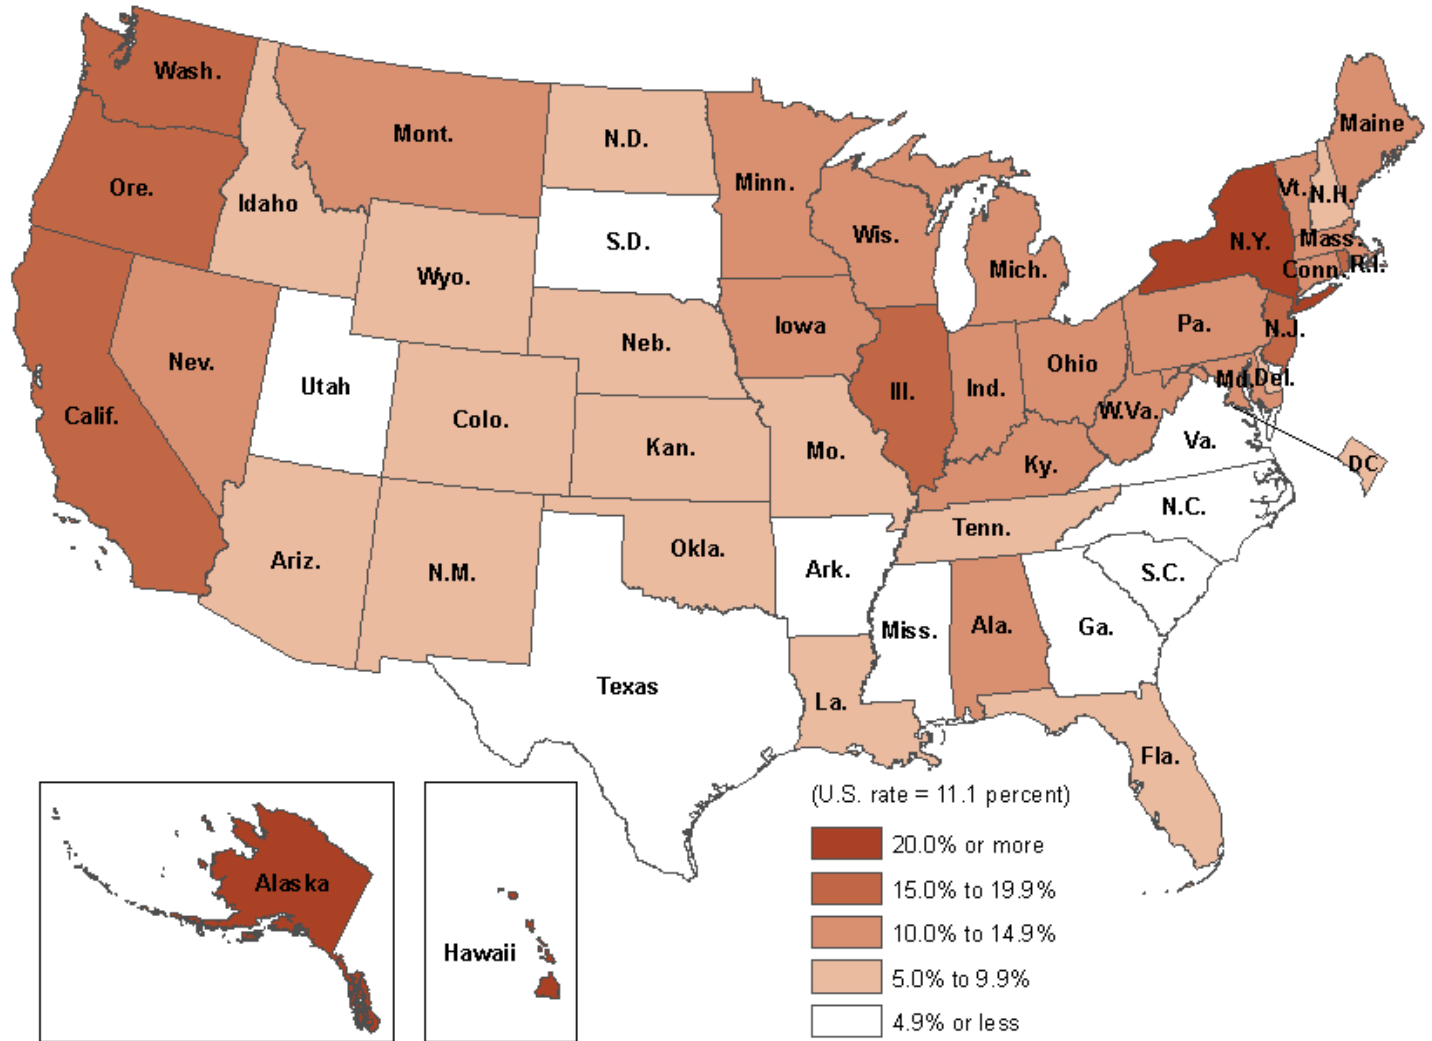 Wash.
Maine
Mont.
N.D.
Minn.
Ore.
Vt.
N.H.
Idaho
Wis.
S.D.
N.Y.
Mass.
Conn.
R.I.
Mich.
Wyo.
Iowa
Pa.
N.J.
Neb.
Nev.
Ohio
Utah
Ill.
Ind.
Md.
Del.
Calif.
Colo.
W.Va.
Kan.
Mo.
Va.
Ky.
DC
N.C.
Tenn.
Okla.
Ariz.
N.M.
Ark.
S.C.
Miss.
Ala.
Ga.
Texas
La.
Fla.
(U.S. rate = 11.1 percent)
20.0% or more
15.0% to 19.9%
10.0% to 14.9%
5.0% to 9.9%
4.9% or less
Alaska
Hawaii